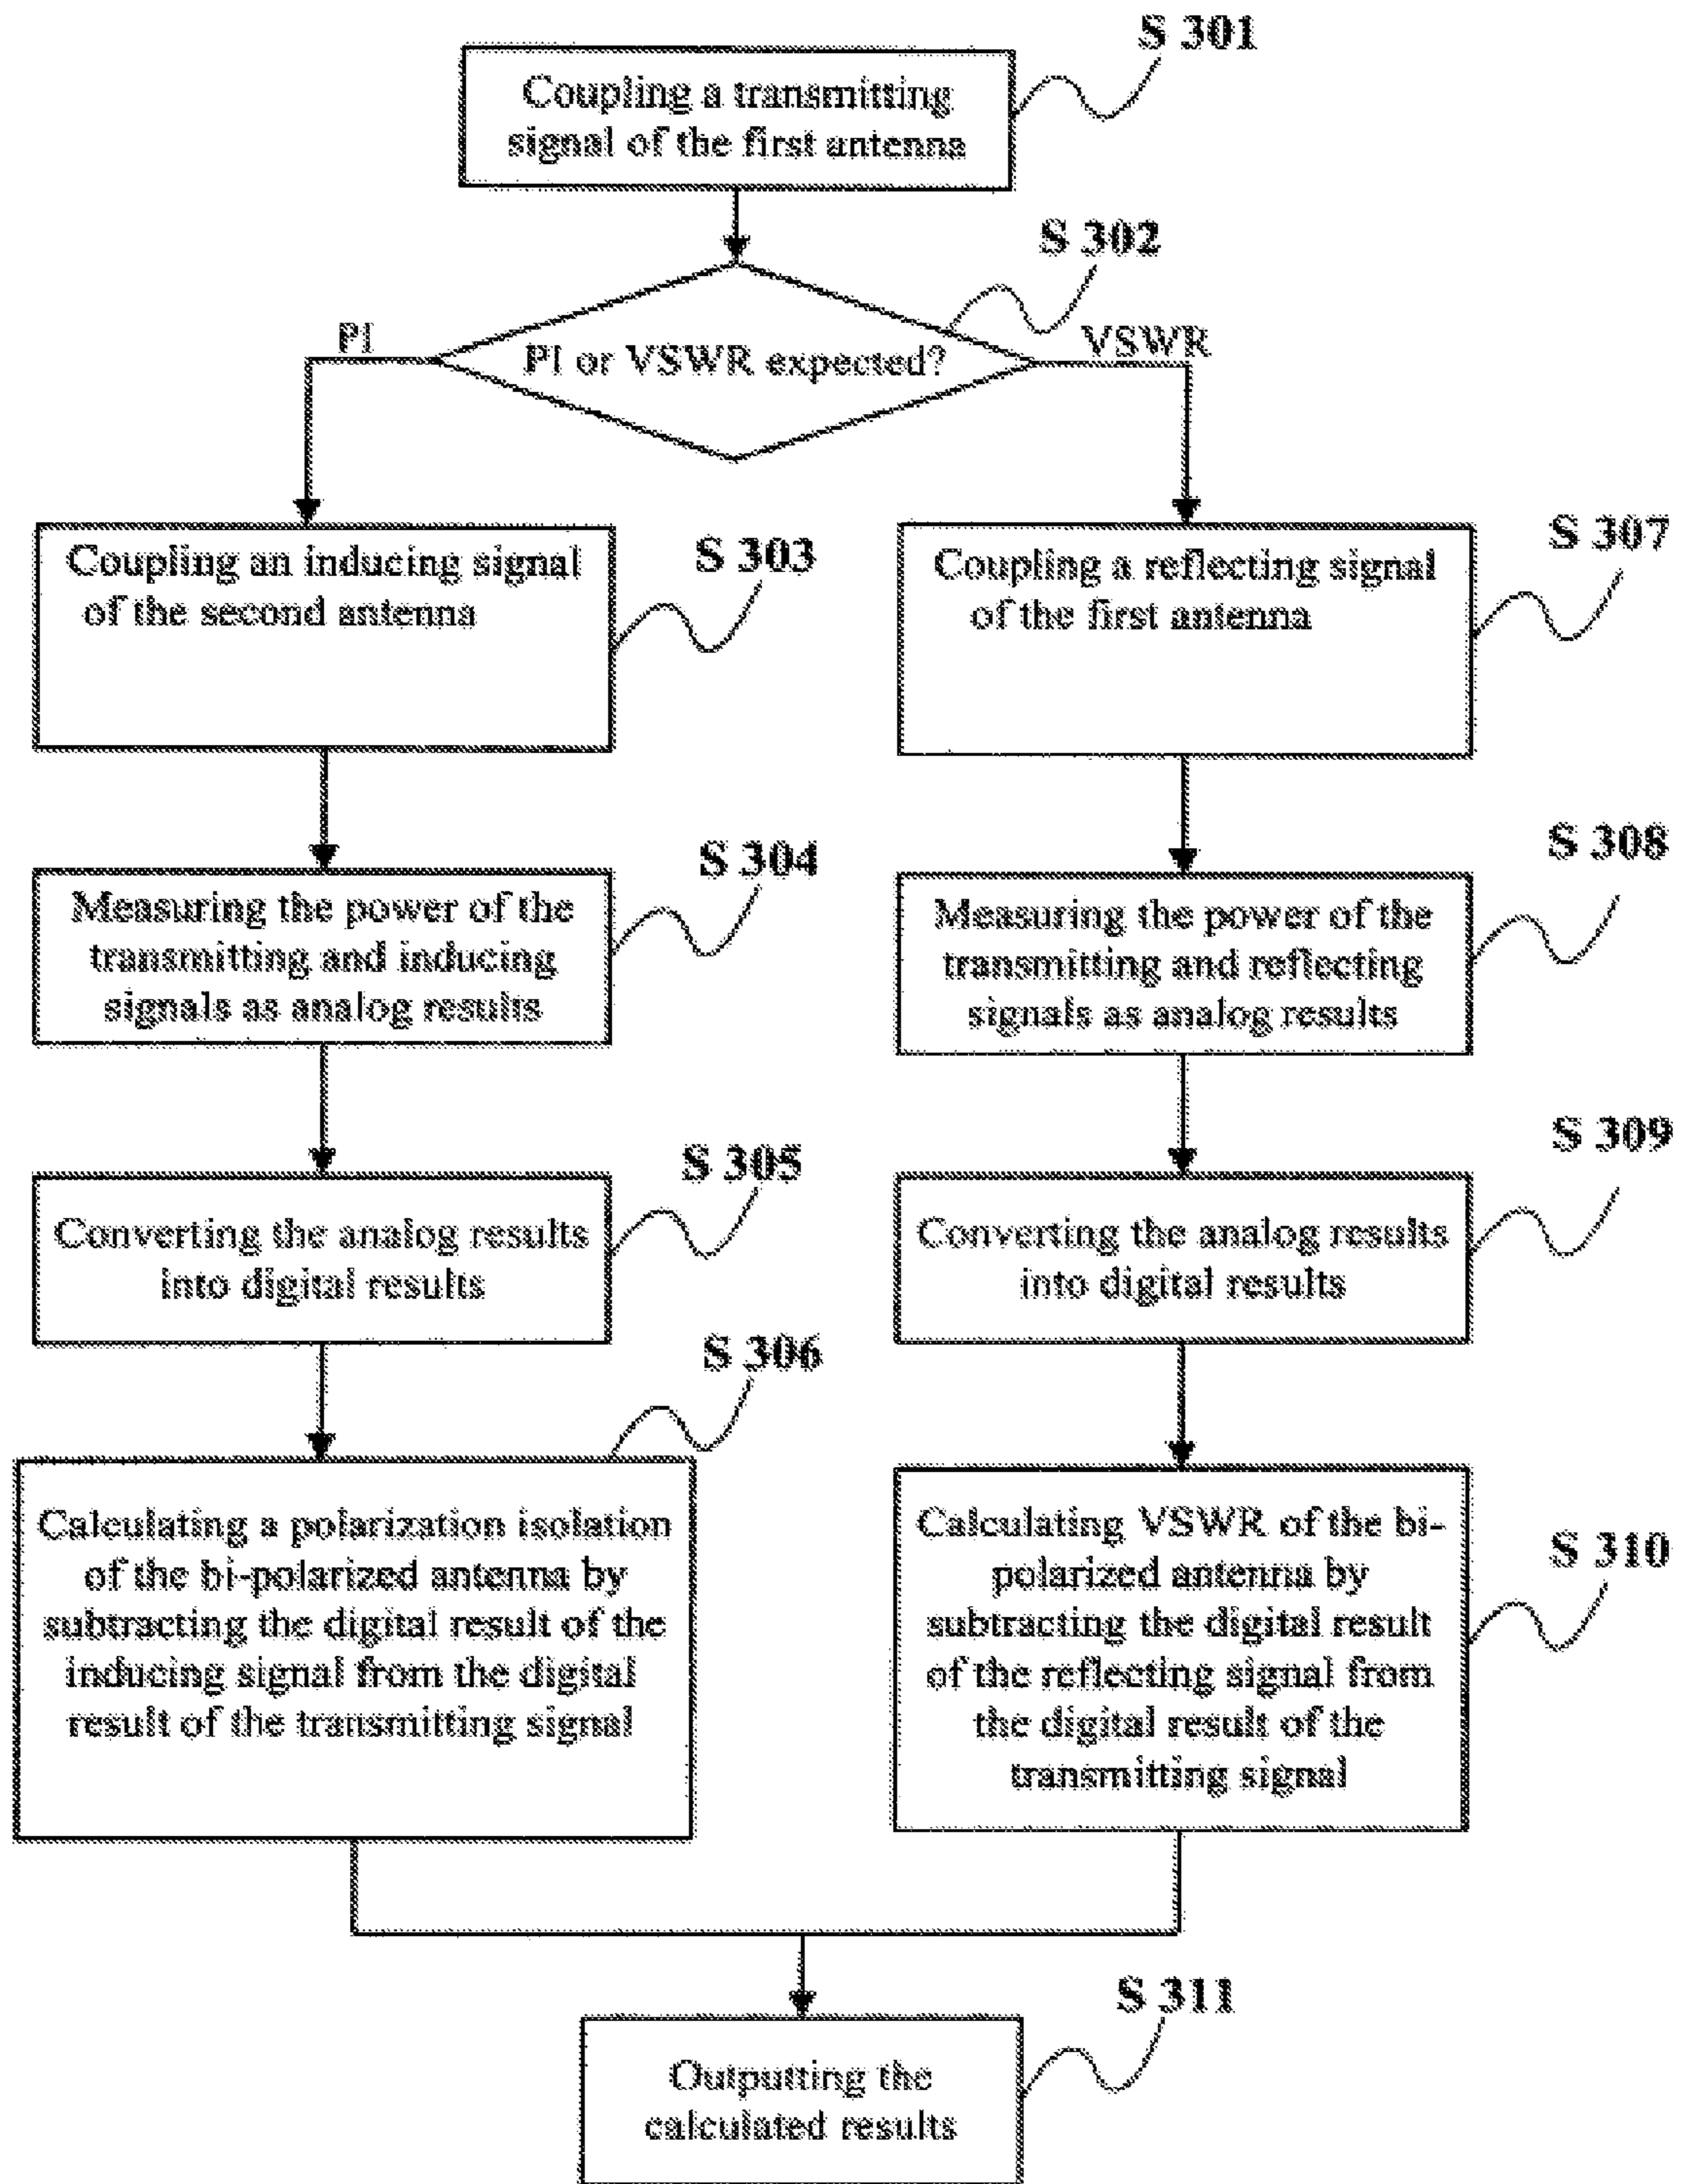 S 301
Coupling a transmitting
signal of the first antenna
S 302
PI
PI or VSWR expected?
VSWR
Coupling an inducing signal
of the second antenna
S 303
Coupling a reflecting signal
of the first antenna
S 307
Measuring the power of the
transmitting and inducing
signals as analog results
S 304
Measuring the power of the
transmitting and reflecting
signals as analog results
S 308
Converting the analog results
into digital results
S 305
Converting the analog results
into digital results
S 309
S 306
Calculating a polarization isolation
of the bi-polarized antenna by
subtracting the digital result of the
inducing signal from the digital
result of the transmitting signal
Calculating VSWR of the bi-
polarized antenna by
subtracting the digital result
of the reflecting signal from
the digital result of the
transmitting signal
S 310
S 311
Outputting the
calculated results